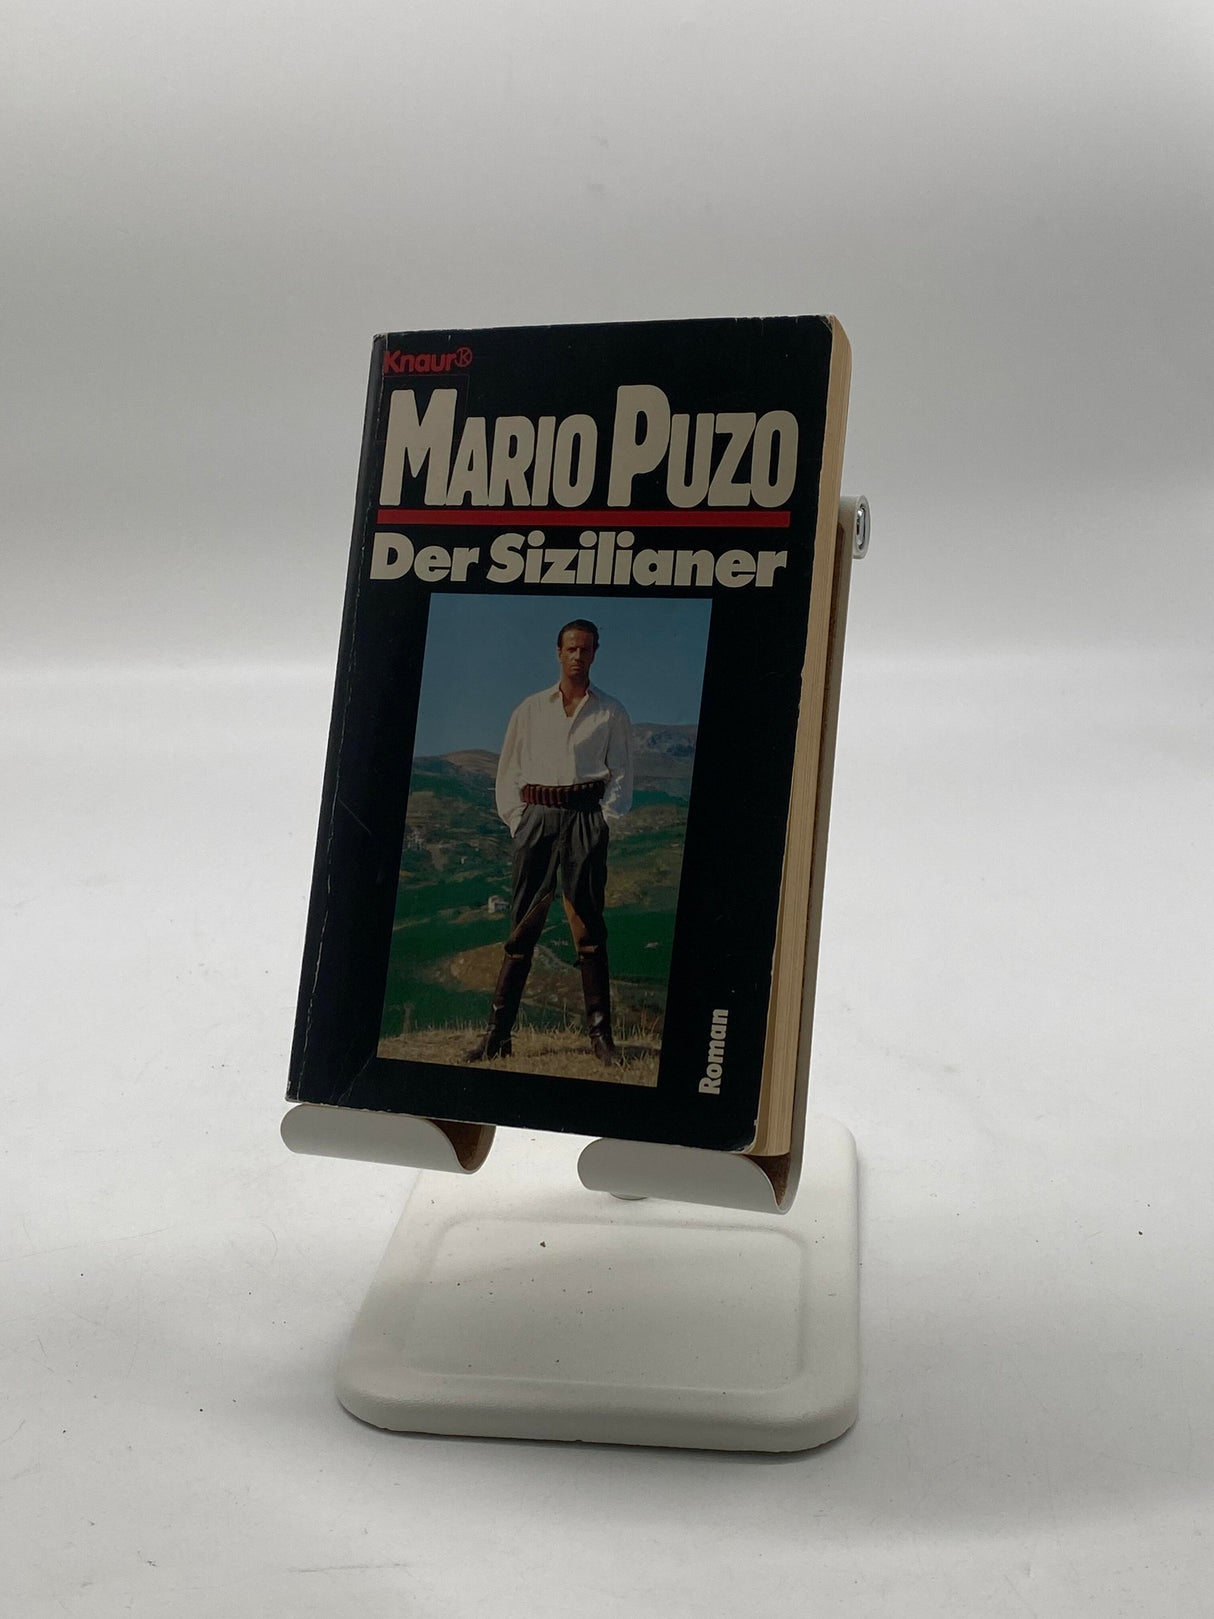 Knaur K
MARIO PUZO
Der Sizilianer
Roman